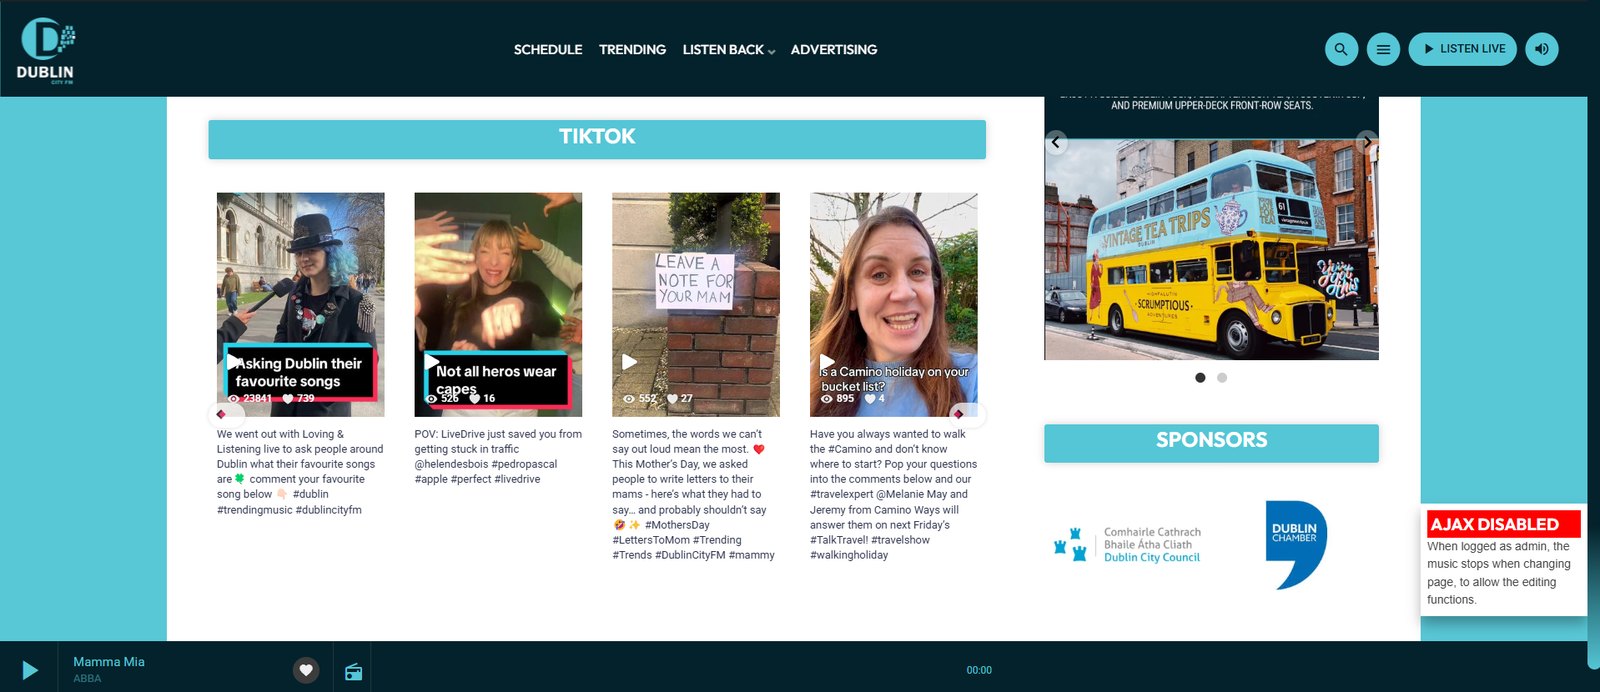 DUBLIN
CITY FM
SCHEDULE
TRENDING
LISTEN BACK
ADVERTISING
LISTEN LIVE
AND PREMIUM UPPER-DECK FRONT-ROW SEATS.
TIKTOK
Asking Dublin their
favourite songs
23841 739
We went out with Loving &
Listening live to ask people around
Dublin what their favourite songs
are🍀 comment your favourite
song below 👇🏻 #dublin
#trendingmusic #dublincityfm
Not all heros wear
capes
526 16
POV: LiveDrive just saved you from
getting stuck in traffic
@helendesbois #pedropascal
#apple #perfect #livedrive
LEAVE A
NOTE FOR
YOUR MAM
552 27
Sometimes, the words we can’t
say out loud mean the most. ❤️
This Mother’s Day, we asked
people to write letters to their
mams - here’s what they had to
say… and probably shouldn’t say
🤣 ✨ #MothersDay
#LettersToMom #Trending
#Trends #DublinCityFM #mammy
Is a Camino holiday on your
bucket list?
895 4
Have you always wanted to walk
the #Camino and don’t know
where to start? Pop your questions
into the comments below and our
#travelexpert @Melanie May and
Jeremy from Camino Ways will
answer them on next Friday’s
#TalkTravel! #travelshow
#walkingholiday
61
VINTAGE TEA TRIPS
DUBLIN
SCRUMPTIOUS
ADVENTURES
SPONSORS
Comhairle Cathrach
Bhaile Átha Cliath
Dublin City Council
DUBLIN
CHAMBER
AJAX DISABLED
When logged as admin, the
music stops when changing
page, to allow the editing
functions.
Mamma Mia
ABBA
00:00